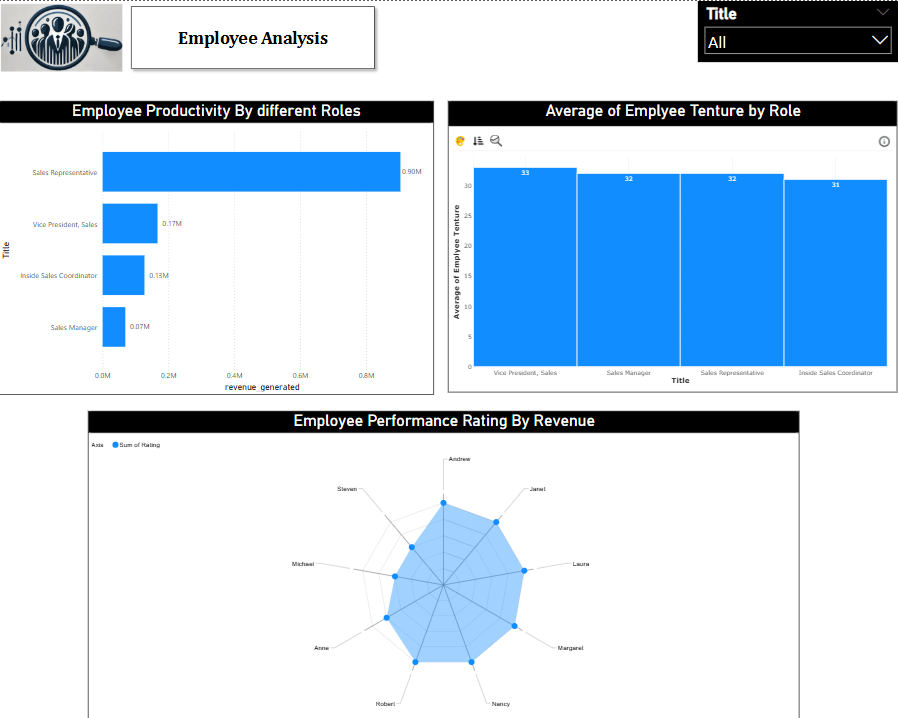 Employee Analysis
Title
All
Employee Productivity By different Roles
Title
Sales Representative
0.90M
Vice President, Sales
0.17M
Inside Sales Coordinator
0.13M
Sales Manager
0.07M
0.0M 0.2M 0.4M 0.6M 0.8M
revenue_generated
Average of Emplyee Tenture by Role
Average of Emplyee Tenture
30
25
20
15
10
5
0
33 32 32 31
Vice President, Sales Sales Manager Sales Representative Inside Sales Coordinator
Title
Employee Performance Rating By Revenue
Axis Sum of Rating
Andrew
Steven Janet
Michael Laura
Anne Margaret
Robert Nancy